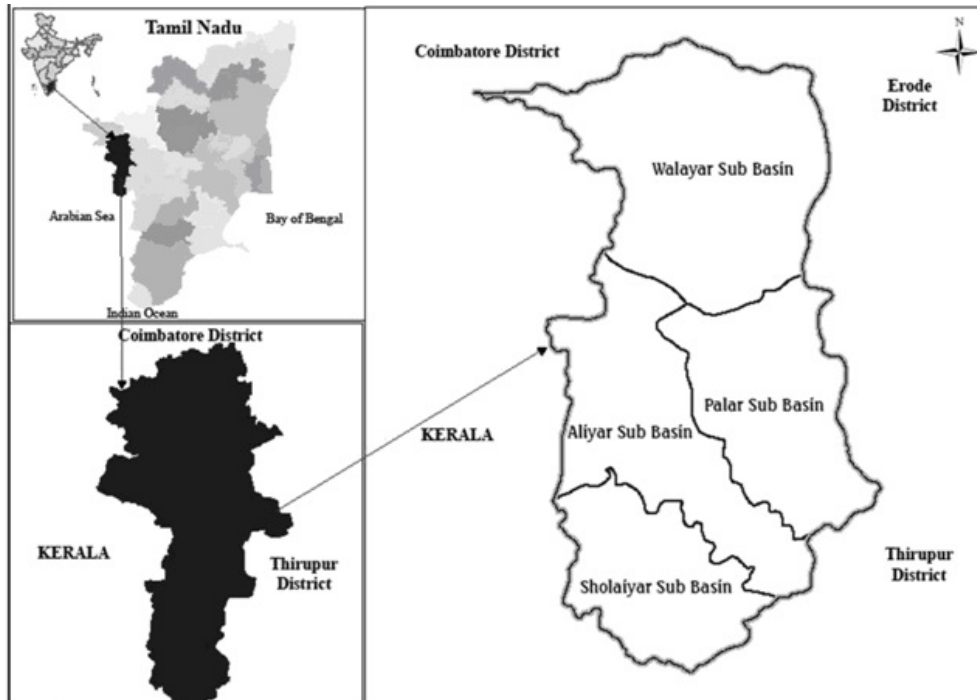 Tamil Nadu
Arabian Sea
Bay of Bengal
Indian Ocean
Coimbatore District
KERALA
Thirupur
District
N
Coimbatore District
Erode
District
Walayar Sub Basin
Palar Sub Basin
Aliyar Sub Basin
KERALA
Sholaiyar Sub Basin
Thirupur
District